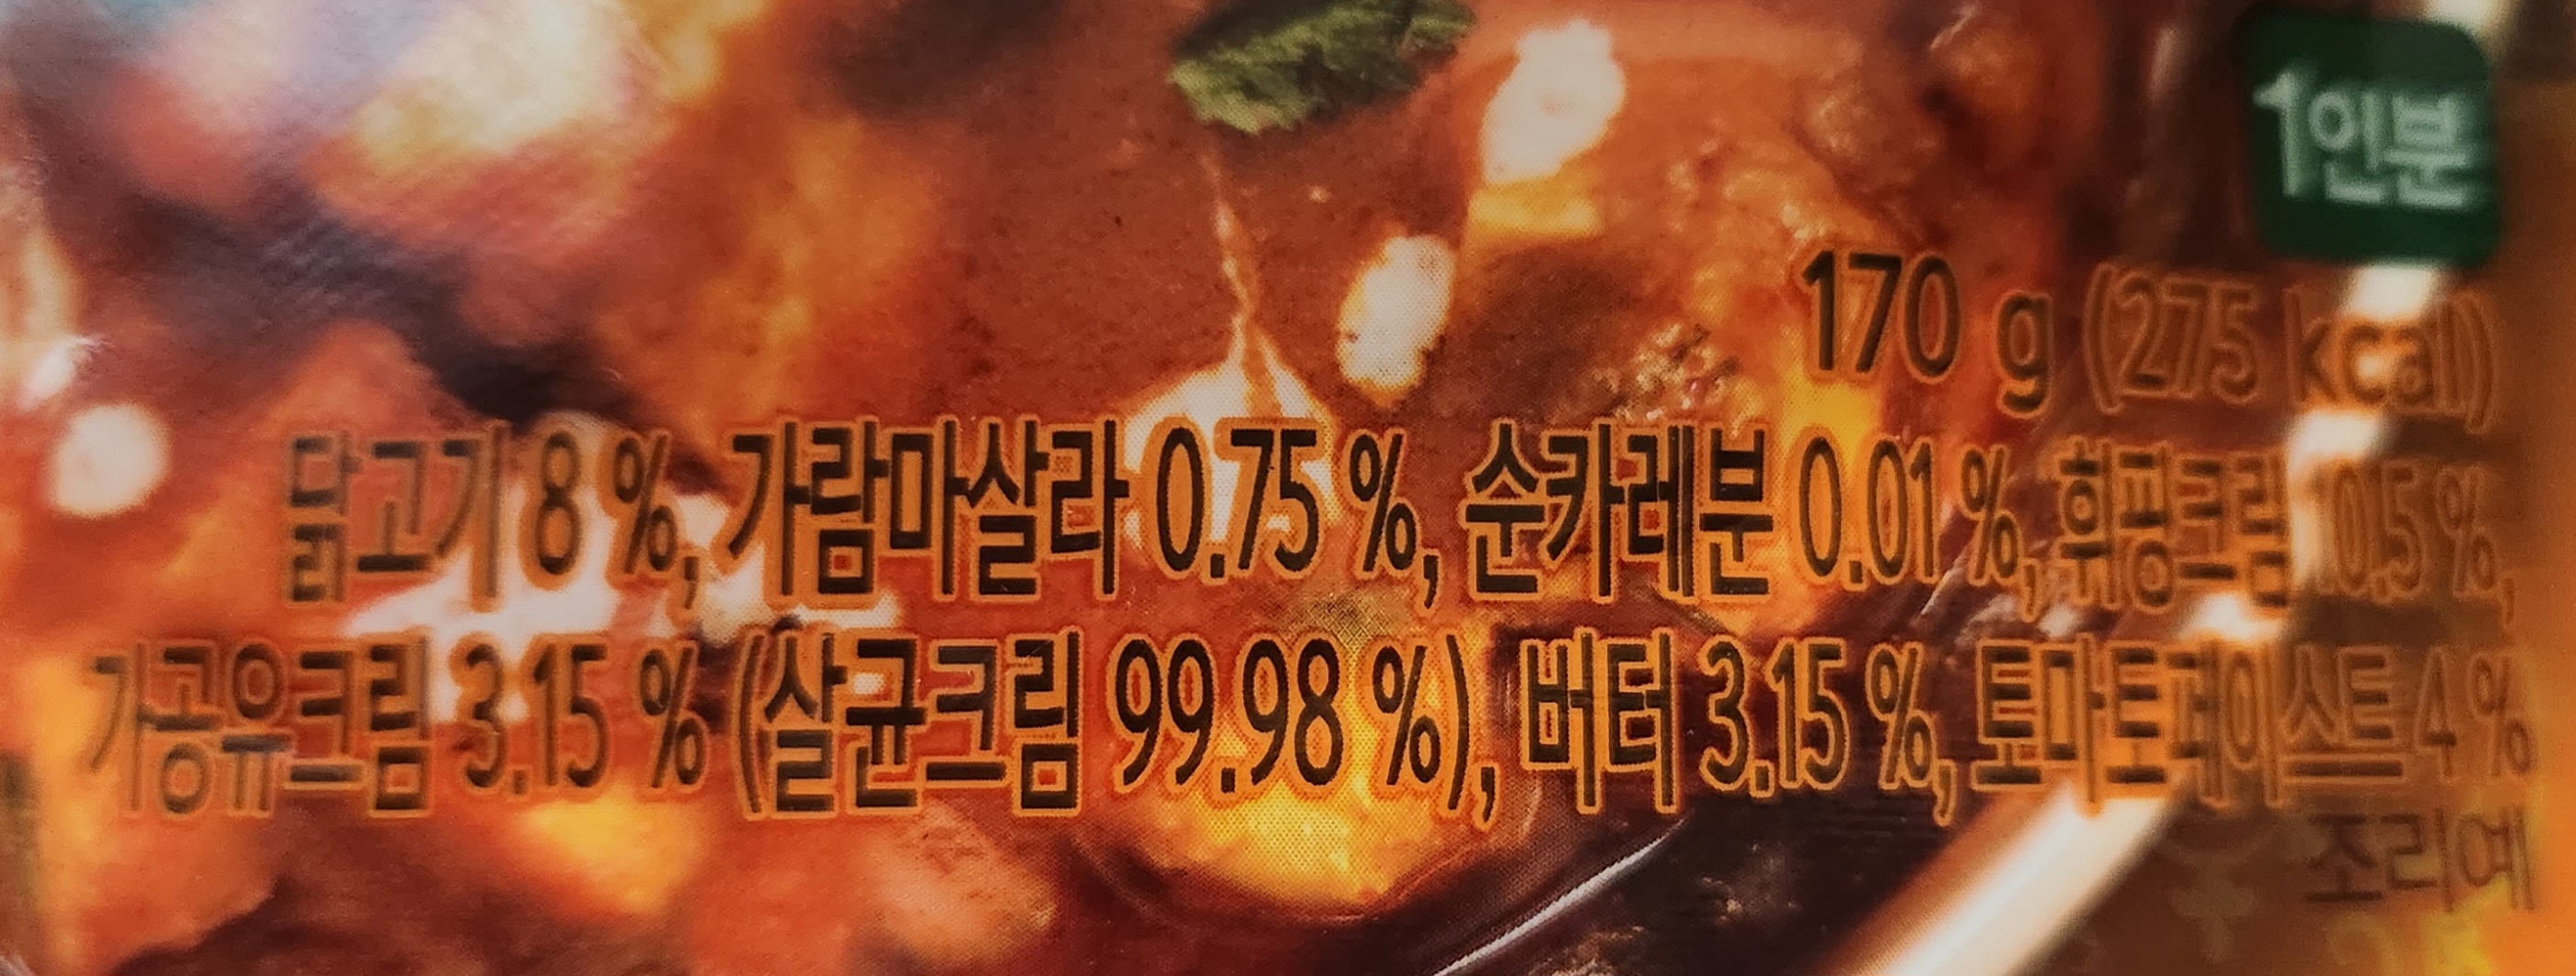 1인분
170 g (275 kcal)
닭고기 8 %, 가람마살라 0.75 %, 순카레분 0.01 %, 휘핑크림 10.5 %,
가공유크림 3.15 % (살균크림 99.98 %), 버터 3.15 %, 토마토페이스트 4 %
조리예